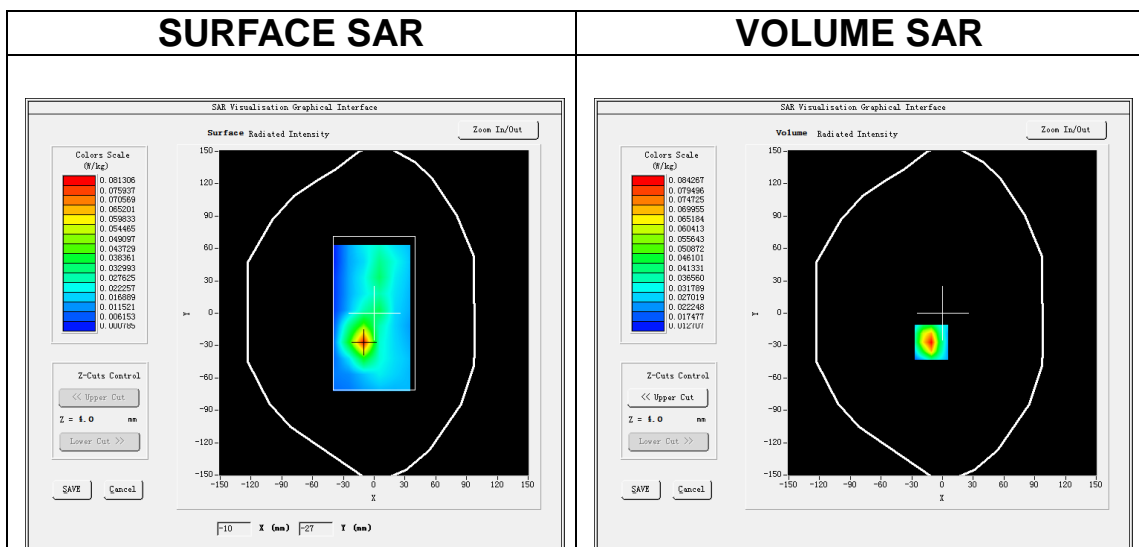 SURFACE SAR
VOLUME SAR
SAR Visualisation Graphical Interface
Surface Radiated Intensity
Zoom In/Out
Colors Scale
(W/kg)
0.081306
0.075937
0.070569
0.065201
0.059833
0.054465
0.049097
0.043729
0.038361
0.032993
0.027625
0.022257
0.016889
0.011521
0.006153
0.000785
150
120
90
60
30
0
-30
-60
-90
-120
-150
Y
-150 -120 -90 -60 -30 0 30 60 90 120 150
X
Z-Cuts Control
<< Upper Cut
Z = 4.0 mm
Lower Cut >>
SAVE
Cancel
-10 X (mm) -27 Y (mm)
SAR Visualisation Graphical Interface
Volume Radiated Intensity
Zoom In/Out
Colors Scale
(W/kg)
0.084267
0.079496
0.074725
0.069955
0.065184
0.060413
0.055643
0.050872
0.046101
0.041331
0.036560
0.031789
0.027019
0.022248
0.017477
0.012707
150
120
90
60
30
0
-30
-60
-90
-120
-150
Y
-150 -120 -90 -60 -30 0 30 60 90 120 150
X
Z-Cuts Control
<< Upper Cut
Z = 4.0 mm
Lower Cut >>
SAVE
Cancel